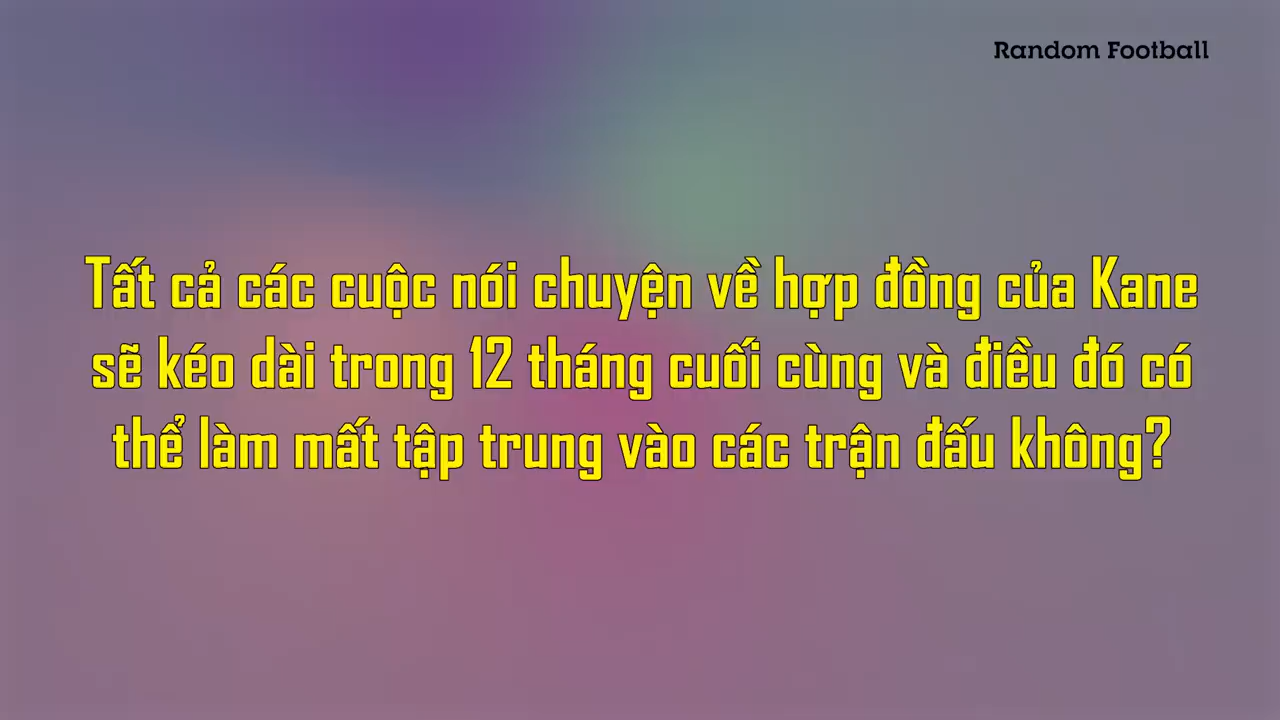 Random Football
Tất cả các cuộc nói chuyện về hợp đồng của Kane
sẽ kéo dài trong 12 tháng cuối cùng và điều đó có
thể làm mất tập trung vào các trận đấu không?